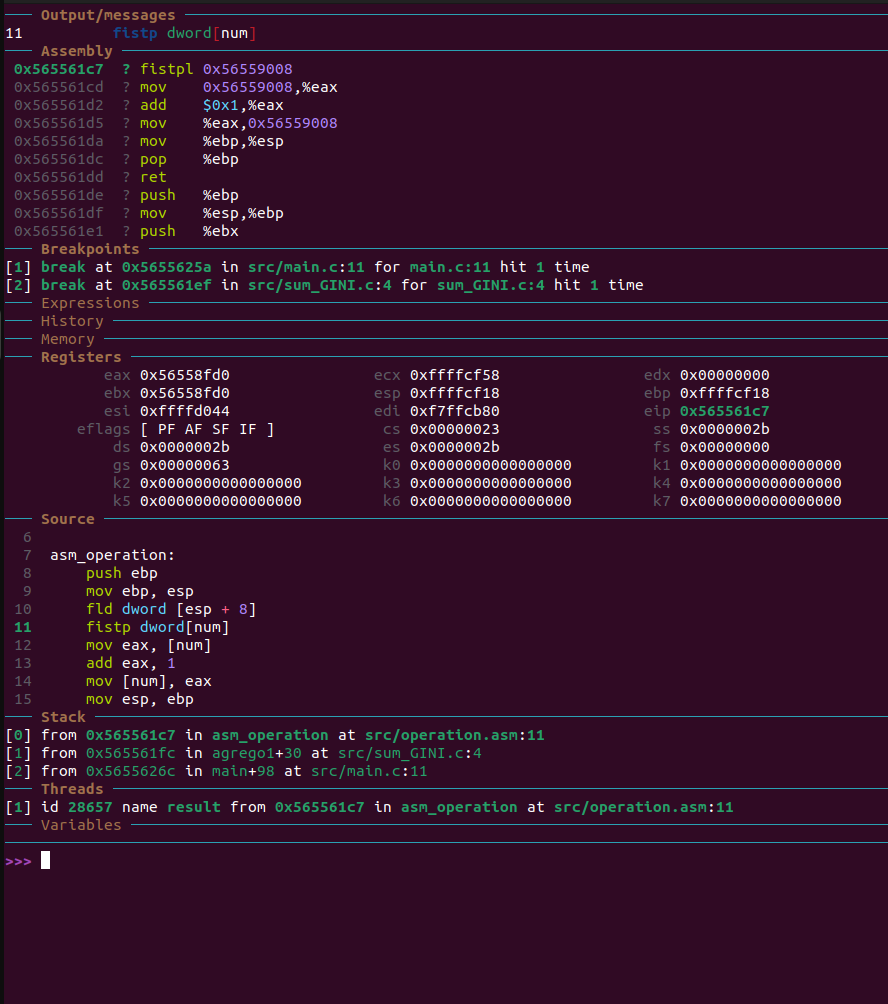 Output/messages
11 fistp dword[num]
Assembly
0x565561c7 ? fistpl 0x56559008
0x565561cd ? mov 0x56559008,%eax
0x565561d2 ? add $0x1,%eax
0x565561d5 ? mov %eax,0x56559008
0x565561da ? mov %ebp,%esp
0x565561dc ? pop %ebp
0x565561dd ? ret
0x565561de ? push %ebp
0x565561df ? mov %esp,%ebp
0x565561e1 ? push %ebx
Breakpoints
[1] break at 0x5655625a in src/main.c:11 for main.c:11 hit 1 time
[2] break at 0x565561ef in src/sum_GINI.c:4 for sum_GINI.c:4 hit 1 time
Expressions
History
Memory
Registers
eax 0x56558fd0 ecx 0xffffcf58 edx 0x00000000
ebx 0x56558fd0 esp 0xffffcf18 ebp 0xffffcf18
esi 0xffffd044 edi 0xf7ffcb80 eip 0x565561c7
eflags [ PF AF SF IF ] cs 0x00000023 ss 0x0000002b
ds 0x0000002b es 0x0000002b fs 0x00000000
gs 0x00000063 k0 0x0000000000000000 k1 0x0000000000000000
k2 0x0000000000000000 k3 0x0000000000000000 k4 0x0000000000000000
k5 0x0000000000000000 k6 0x0000000000000000 k7 0x0000000000000000
Source
6
7 asm_operation:
8 push ebp
9 mov ebp, esp
10 fld dword [esp + 8]
11 fistp dword[num]
12 mov eax, [num]
13 add eax, 1
14 mov [num], eax
15 mov esp, ebp
Stack
[0] from 0x565561c7 in asm_operation at src/operation.asm:11
[1] from 0x565561fc in agrego1+30 at src/sum_GINI.c:4
[2] from 0x5655626c in main+98 at src/main.c:11
Threads
[1] id 28657 name result from 0x565561c7 in asm_operation at src/operation.asm:11
Variables
>>>